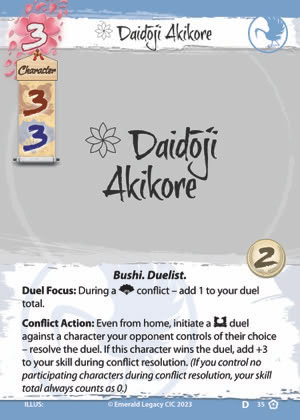 3
Daidōji Akikore
Character
3
3
Daidōji
Akikore
2
Bushi. Duelist.
Duel Focus: During a conflict – add 1 to your duel
total.
Conflict Action: Even from home, initiate a duel
against a character your opponent controls of their choice
– resolve the duel. If this character wins the duel, add +3
to your skill during conflict resolution. (If you control no
participating characters during conflict resolution, your skill
total always counts as 0.)
ILLUS:
© Emerald Legacy CIC 2023
D 35